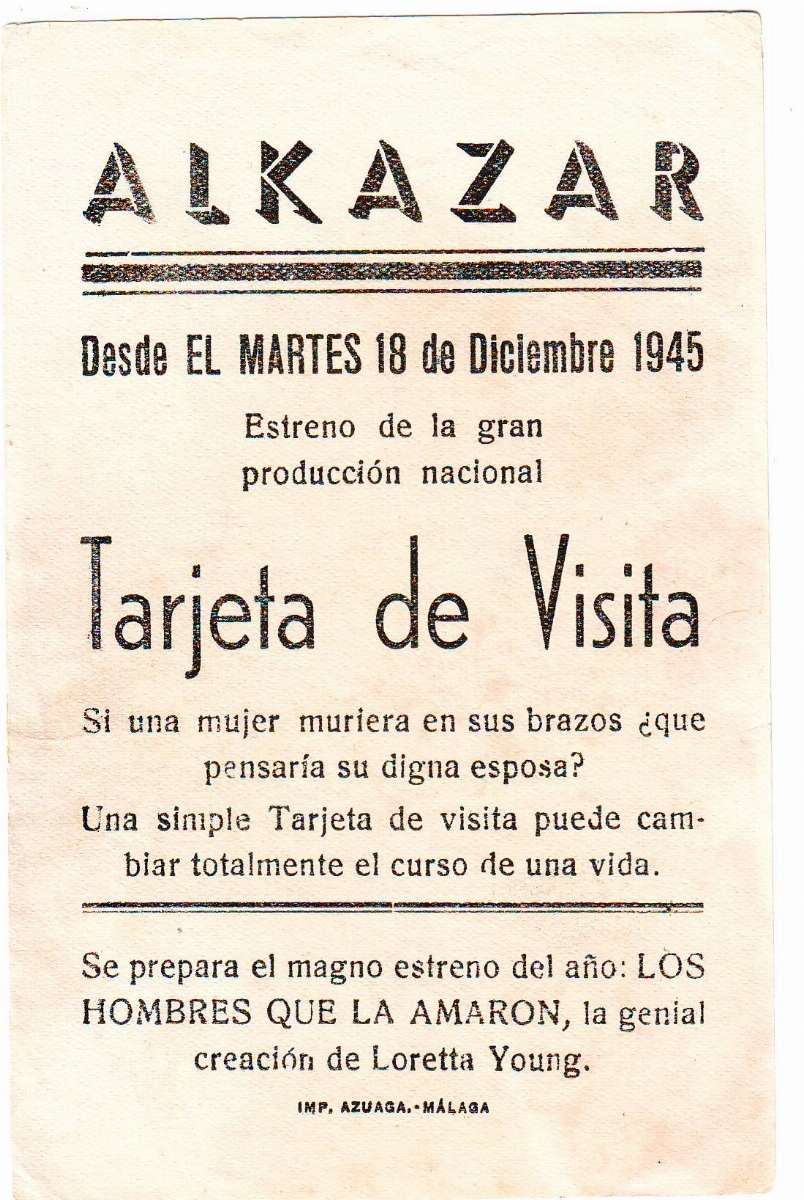 ALKAZAR
Desde EL MARTES 18 de Diciembre 1945
Estreno de la gran
producción nacional
Tarjeta de Visita
Si una mujer muriera en sus brazos ¿que
pensaría su digna esposa?
Una simple Tarjeta de visita puede cam-
biar totalmente el curso de una vida.
Se prepara el magno estreno del año: LOS
HOMBRES QUE LA AMARON, la genial
creación de Loretta Young.
IMP. AZUAGA.-MÁLAGA